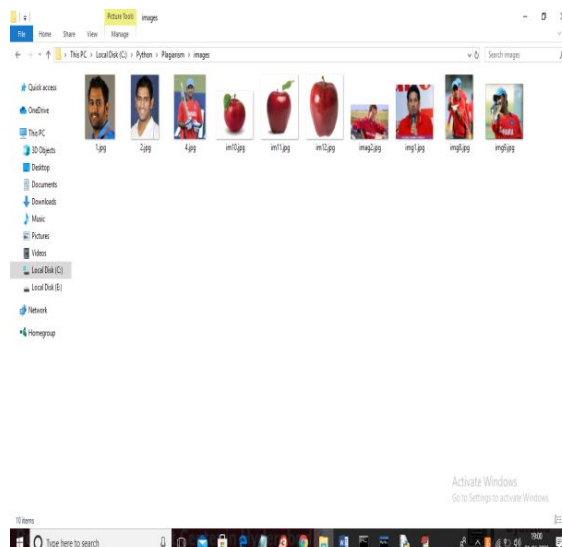 Picture Tools images
File Home Share View Manage
This PC > Local Disk (C:) > Python > Plagiarism > images
Search images
Quick access
OneDrive
This PC
3D Objects
Desktop
Documents
Downloads
Music
Pictures
Videos
Local Disk (C:)
Local Disk (E:)
Network
Homegroup
1.jpg 2.jpg 4.jpg im10.jpg im11.jpg im12.jpg imag2.jpg img1.jpg img8.jpg img6.jpg
Activate Windows
Go to Settings to activate Windows.
10 items
Type here to search
19:00